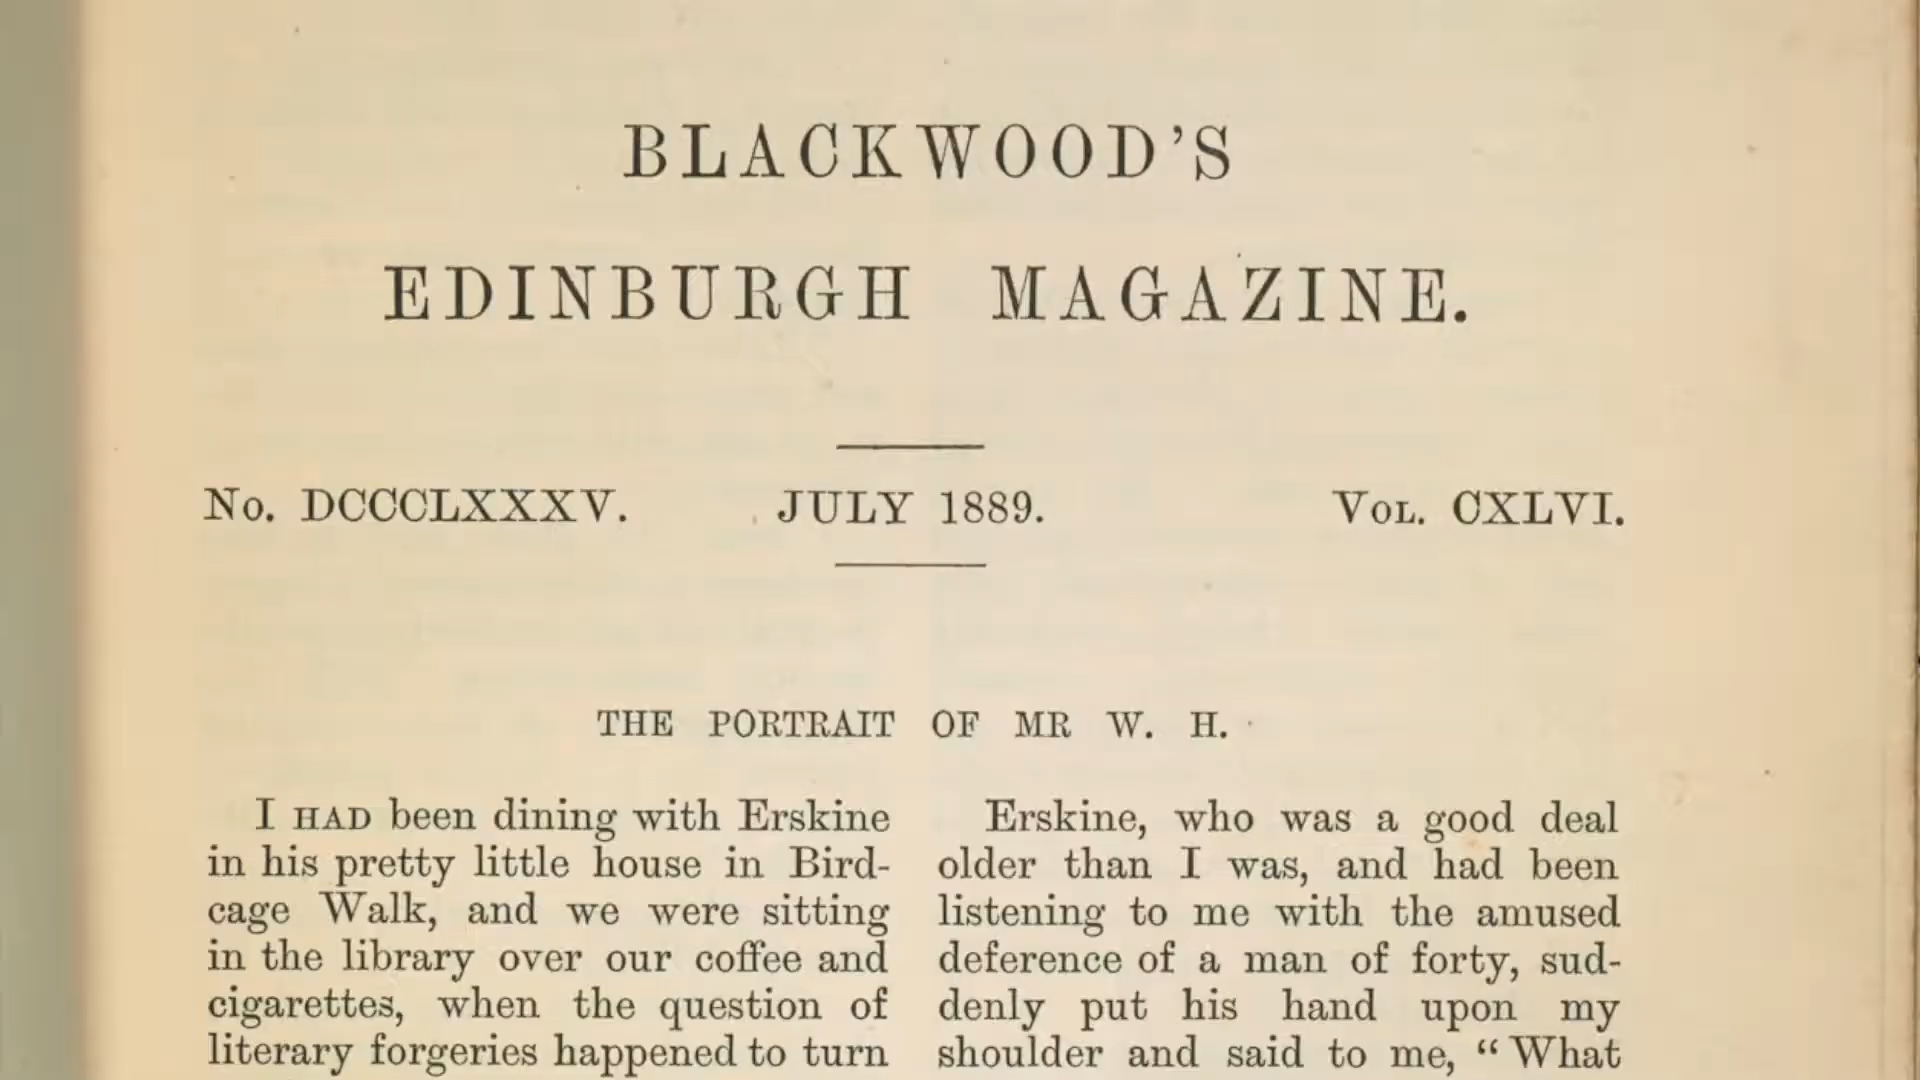 BLACKWOOD'S
EDINBURGH MAGAZINE.
No. DCCCLXXXV. JULY 1889. VOL. CXLVI.
THE PORTRAIT OF MR W. H.
I HAD been dining with Erskine
in his pretty little house in Bird-
cage Walk, and we were sitting
in the library over our coffee and
cigarettes, when the question of
literary forgeries happened to turn
Erskine, who was a good deal
older than I was, and had been
listening to me with the amused
deference of a man of forty, sud-
denly put his hand upon my
shoulder and said to me, “What